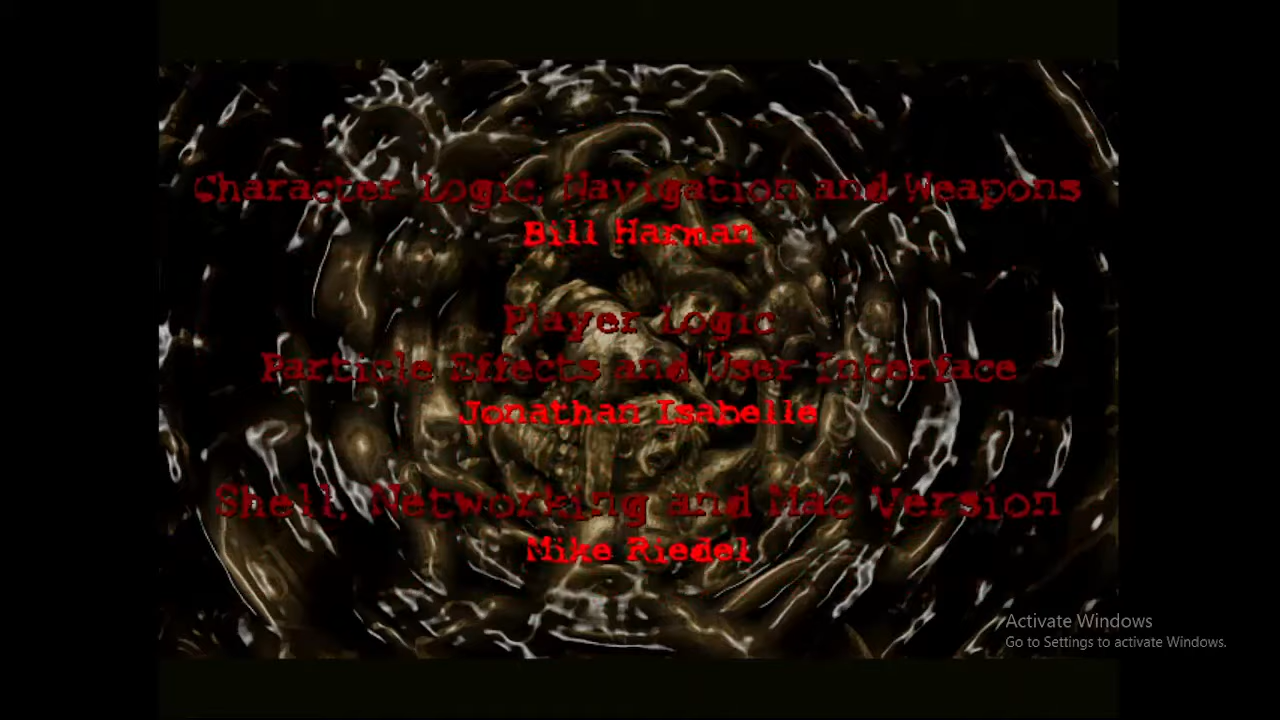 Character Logic, Navigation and Weapons
Bill Harman
Player Logic
Particle Effects and User Interface
Jonathan Isabelle
Shell, Networking and Mac Version
Mike Riedel
Activate Windows
Go to Settings to activate Windows.